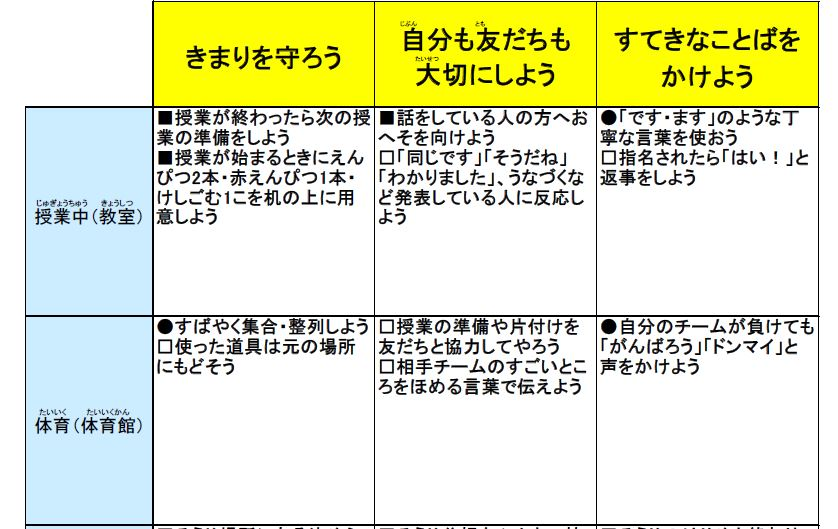 きまりを守ろう
じぶん とも
自分も友だちも
たいせつ
大切にしよう
すてきなことばを
かけよう
じゅぎょうちゅう きょうしつ
授業中(教室)
■授業が終わったら次の授
業の準備をしよう
■授業が始まるときにえん
ぴつ2本・赤えんぴつ1本・
けしごむ1こを机の上に用
意しよう
■話をしている人の方へお
へそを向けよう
□「同じです」「そうだね」
「わかりました」、うなづくな
ど発表している人に反応し
よう
●「です・ます」のような丁
寧な言葉を使おう
□指名されたら「はい！」と
返事をしよう
たいいく たいいくかん
体育(体育館)
●すばやく集合・整列しよう
□使った道具は元の場所
にもどそう
□授業の準備や片付けを
友だちと協力してやろう
□相手チームのすごいとこ
ろをほめる言葉で伝えよう
●自分のチームが負けても
「がんばろう」「ドンマイ」と
声をかけよう